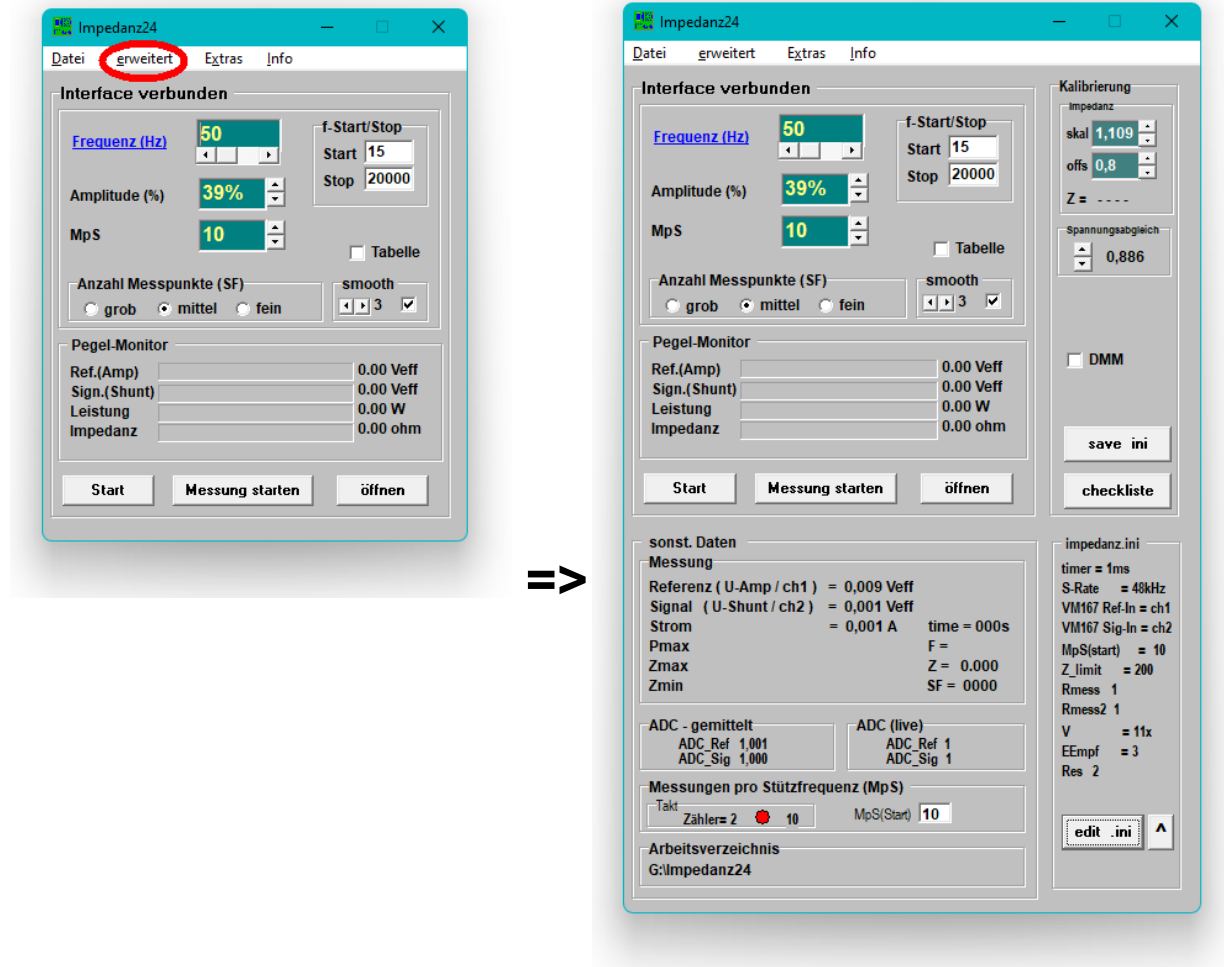 Impedanz24
Datei erweitert Extras Info
Interface verbunden
Frequenz (Hz) 50
f-Start/Stop
Start 15
Stop 20000
Amplitude (%) 39%
MpS 10
Tabelle
Anzahl Messpunkte (SF)
grob mittel fein
smooth
3
Pegel-Monitor
Ref.(Amp) 0.00 Veff
Sign.(Shunt) 0.00 Veff
Leistung 0.00 W
Impedanz 0.00 ohm
Start Messung starten öffnen
=>
Impedanz24
Datei erweitert Extras Info
Interface verbunden
Frequenz (Hz) 50
f-Start/Stop
Start 15
Stop 20000
Amplitude (%) 39%
MpS 10
Tabelle
Anzahl Messpunkte (SF)
grob mittel fein
smooth
3
Pegel-Monitor
Ref.(Amp) 0.00 Veff
Sign.(Shunt) 0.00 Veff
Leistung 0.00 W
Impedanz 0.00 ohm
Start Messung starten öffnen
Kalibrierung
Impedanz
skal 1,109
offs 0,8
Z = - - - -
Spannungsabgleich
0,886
DMM
save ini
checkliste
sonst. Daten
Messung
Referenz ( U-Amp / ch1 ) = 0,009 Veff
Signal ( U-Shunt / ch2 ) = 0,001 Veff
Strom = 0,001 A time = 000s
Pmax F =
Zmax Z = 0.000
Zmin SF = 0000
ADC - gemittelt
ADC_Ref 1,001
ADC_Sig 1,000
ADC (live)
ADC_Ref 1
ADC_Sig 1
Messungen pro Stützfrequenz (MpS)
Takt
Zähler= 2 10
MpS(Start) 10
Arbeitsverzeichnis
G:\Impedanz24
impedanz.ini
timer = 1ms
S-Rate = 48kHz
VM167 Ref-In = ch1
VM167 Sig-In = ch2
MpS(start) = 10
Z_limit = 200
Rmess 1
Rmess2 1
V = 11x
EEmpf = 3
Res 2
edit .ini ^